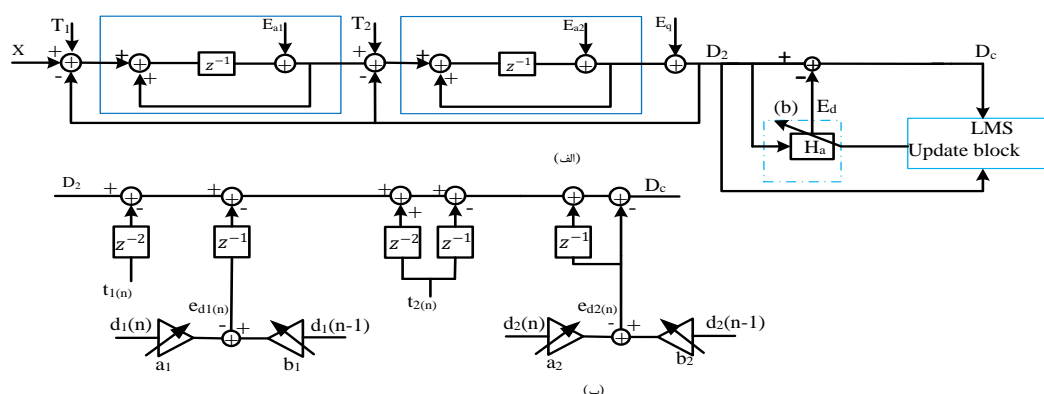 T1 Ea1 T2 Ea2 Eq
X + + z−1 + + z−1 D2 + Dc
- + - + -
(b) Ed
Ha
LMS
Update block
(الف)
D2 + + + + + Dc
- - + - -
z−2 z−1 z−2 z−1 z−1
t1(n) t2(n)
ed1(n) ed2(n)
d1(n) - + d1(n-1) d2(n) - + d2(n-1)
a1 b1 a2 b2
(ب)